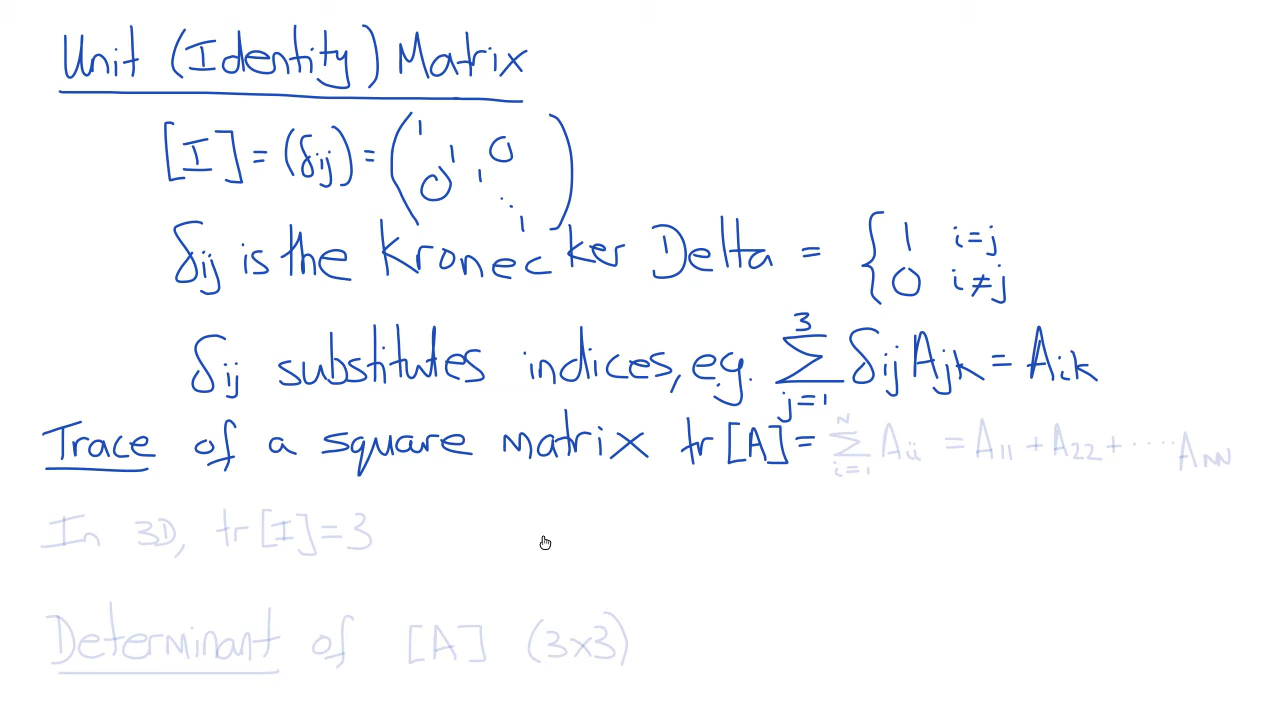 Unit (Identity) Matrix
[I] = (δij) = ( 1 1 0 0 1 ⋱ 1 )
δij is the Kronecker Delta = { 1 i=j
0 i≠j
δij substitutes indices, e.g. ∑_{j=1}^{3} δij Ajk = Aik
Trace of a square matrix tr[A] = ∑_{i=1}^{N} Aii = A11 + A22 + ···· ANN
In 3D, tr[I]=3
Determinant of [A] (3x3)